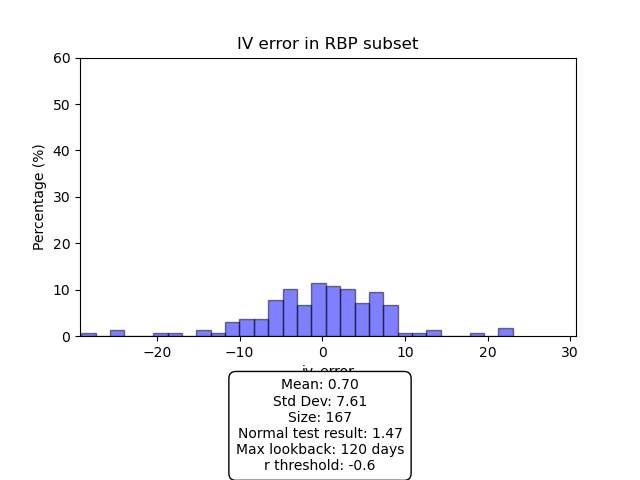 IV error in RBP subset
60
50
40
30
20
10
0
Percentage (%)
−20
−10
0
10
20
30
iv_error
Mean: 0.70
Std Dev: 7.61
Size: 167
Normal test result: 1.47
Max lookback: 120 days
r threshold: -0.6